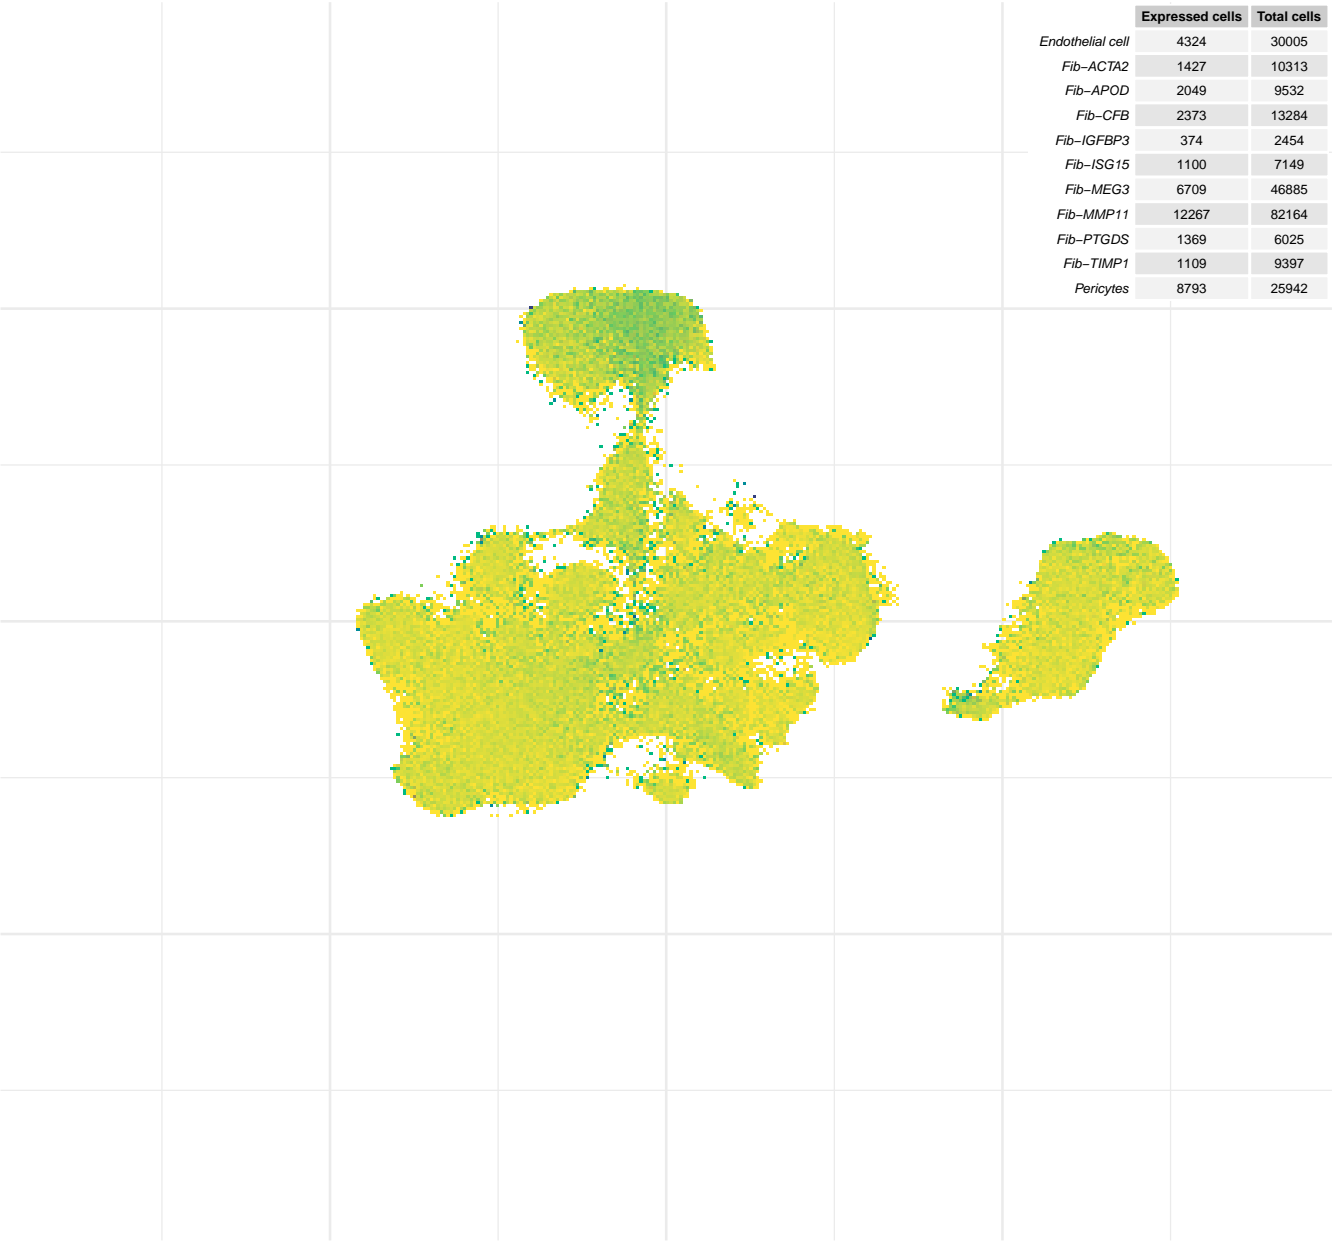 Expressed cells Total cells
Endothelial cell 4324 30005
Fib−ACTA2 1427 10313
Fib−APOD 2049 9532
Fib−CFB 2373 13284
Fib−IGFBP3 374 2454
Fib−ISG15 1100 7149
Fib−MEG3 6709 46885
Fib−MMP11 12267 82164
Fib−PTGDS 1369 6025
Fib−TIMP1 1109 9397
Pericytes 8793 25942